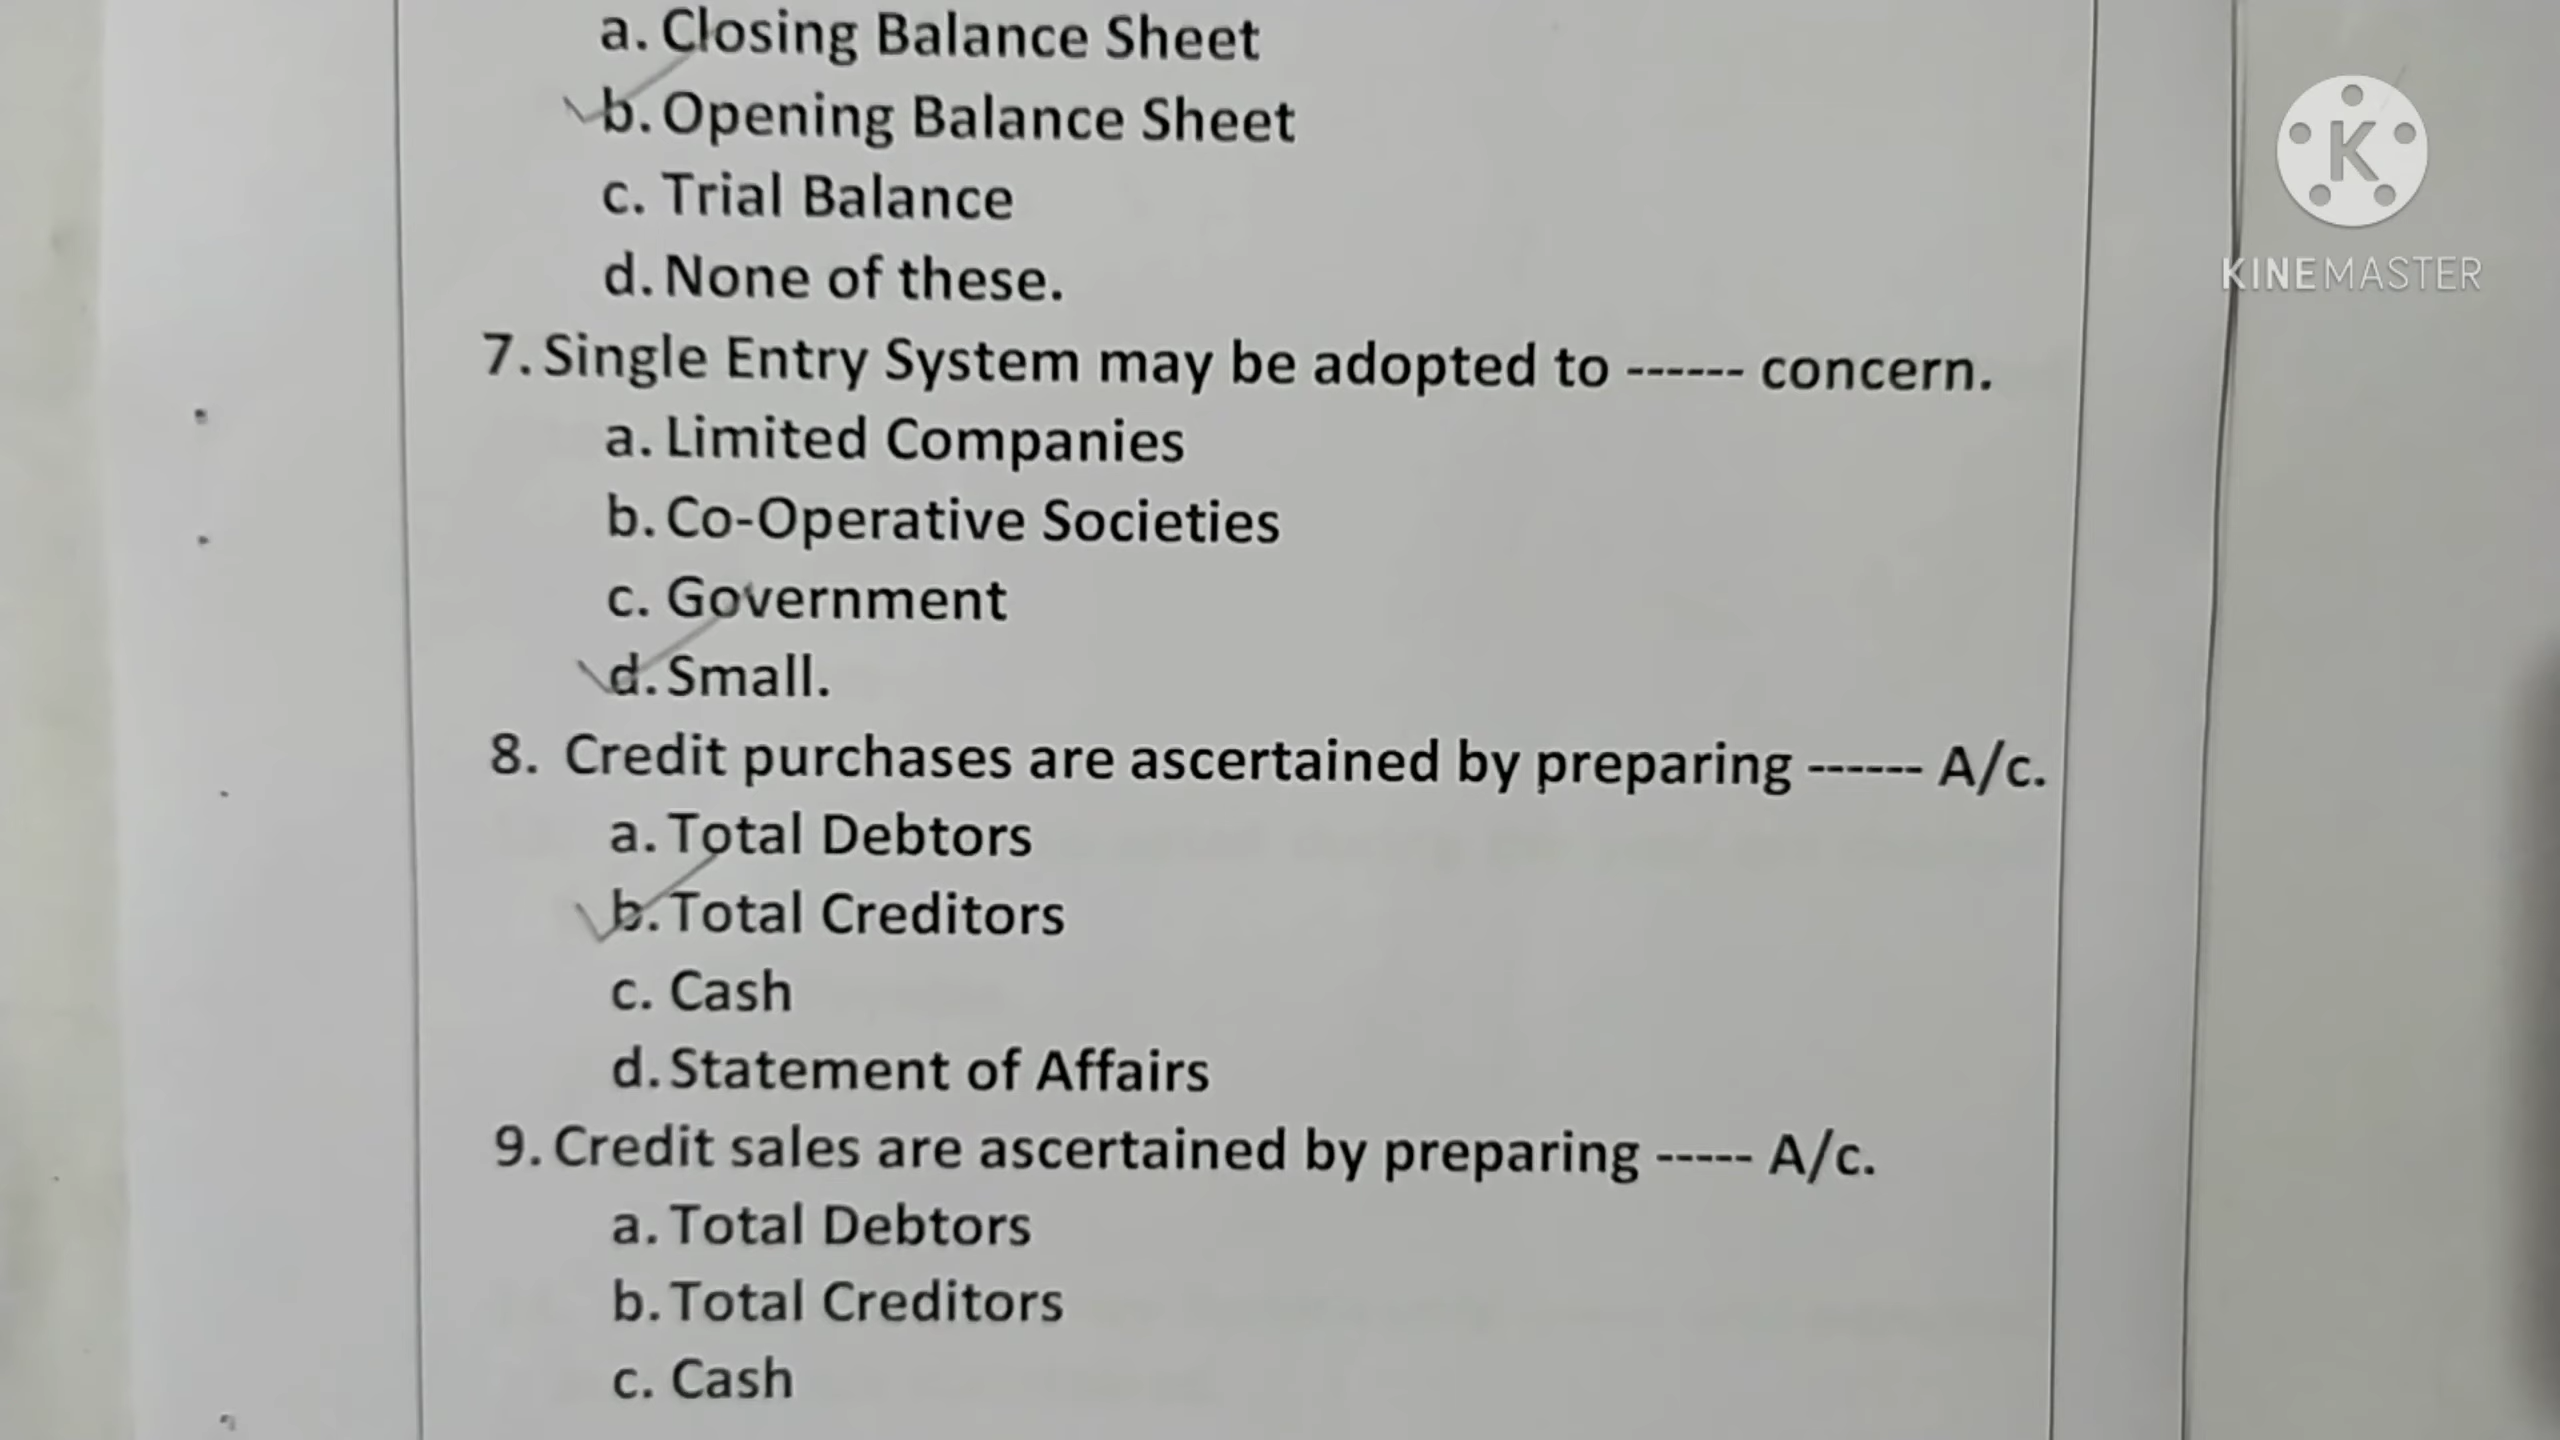 a. Closing Balance Sheet
b. Opening Balance Sheet
c. Trial Balance
d. None of these.
7. Single Entry System may be adopted to ------ concern.
a. Limited Companies
b. Co-Operative Societies
c. Government
d. Small.
8. Credit purchases are ascertained by preparing ------ A/c.
a. Total Debtors
b. Total Creditors
c. Cash
d. Statement of Affairs
9. Credit sales are ascertained by preparing ----- A/c.
a. Total Debtors
b. Total Creditors
c. Cash
K
KINEMASTER